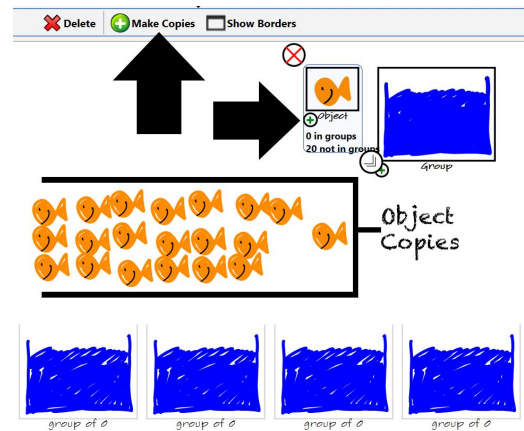 Delete Make Copies Show Borders
Object
0 in groups
20 not in groups
Group
Object
Copies
group of 0 group of 0 group of 0 group of 0